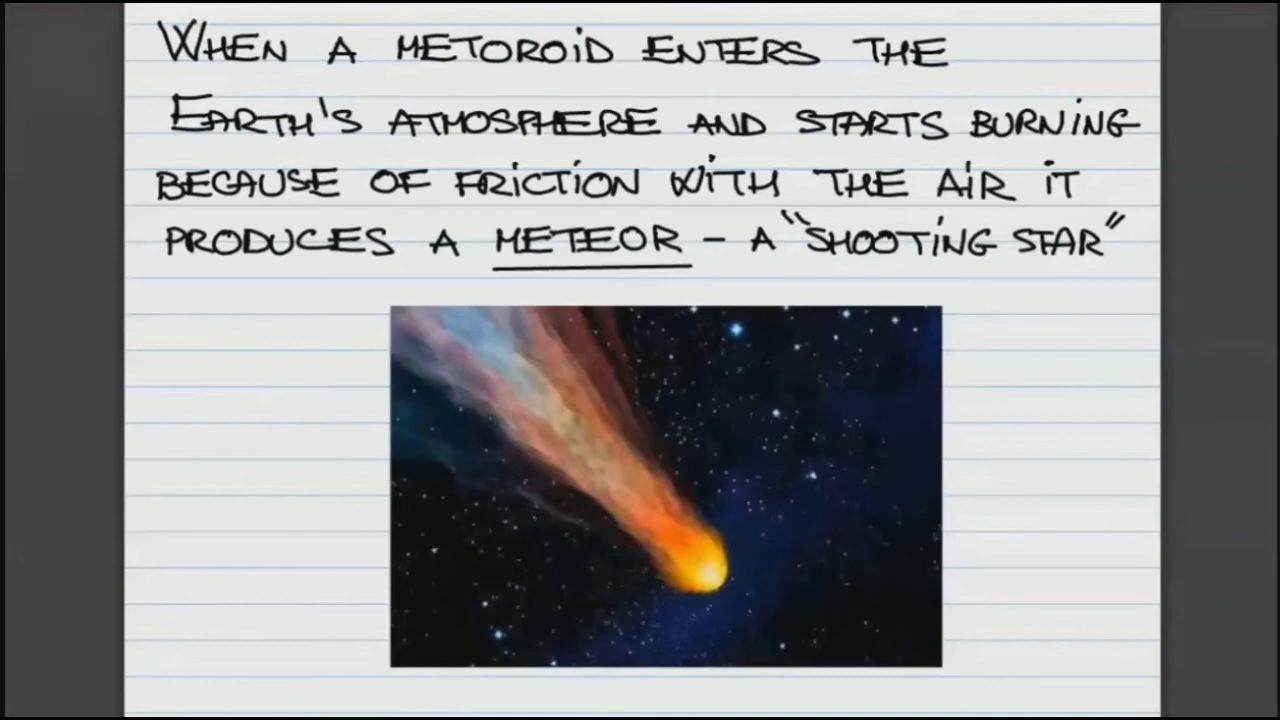 WHEN A METOROID ENTERS THE
EARTH'S ATMOSPHERE AND STARTS BURNING
BECAUSE OF FRICTION WITH THE AIR IT
PRODUCES A METEOR - A "SHOOTING STAR"